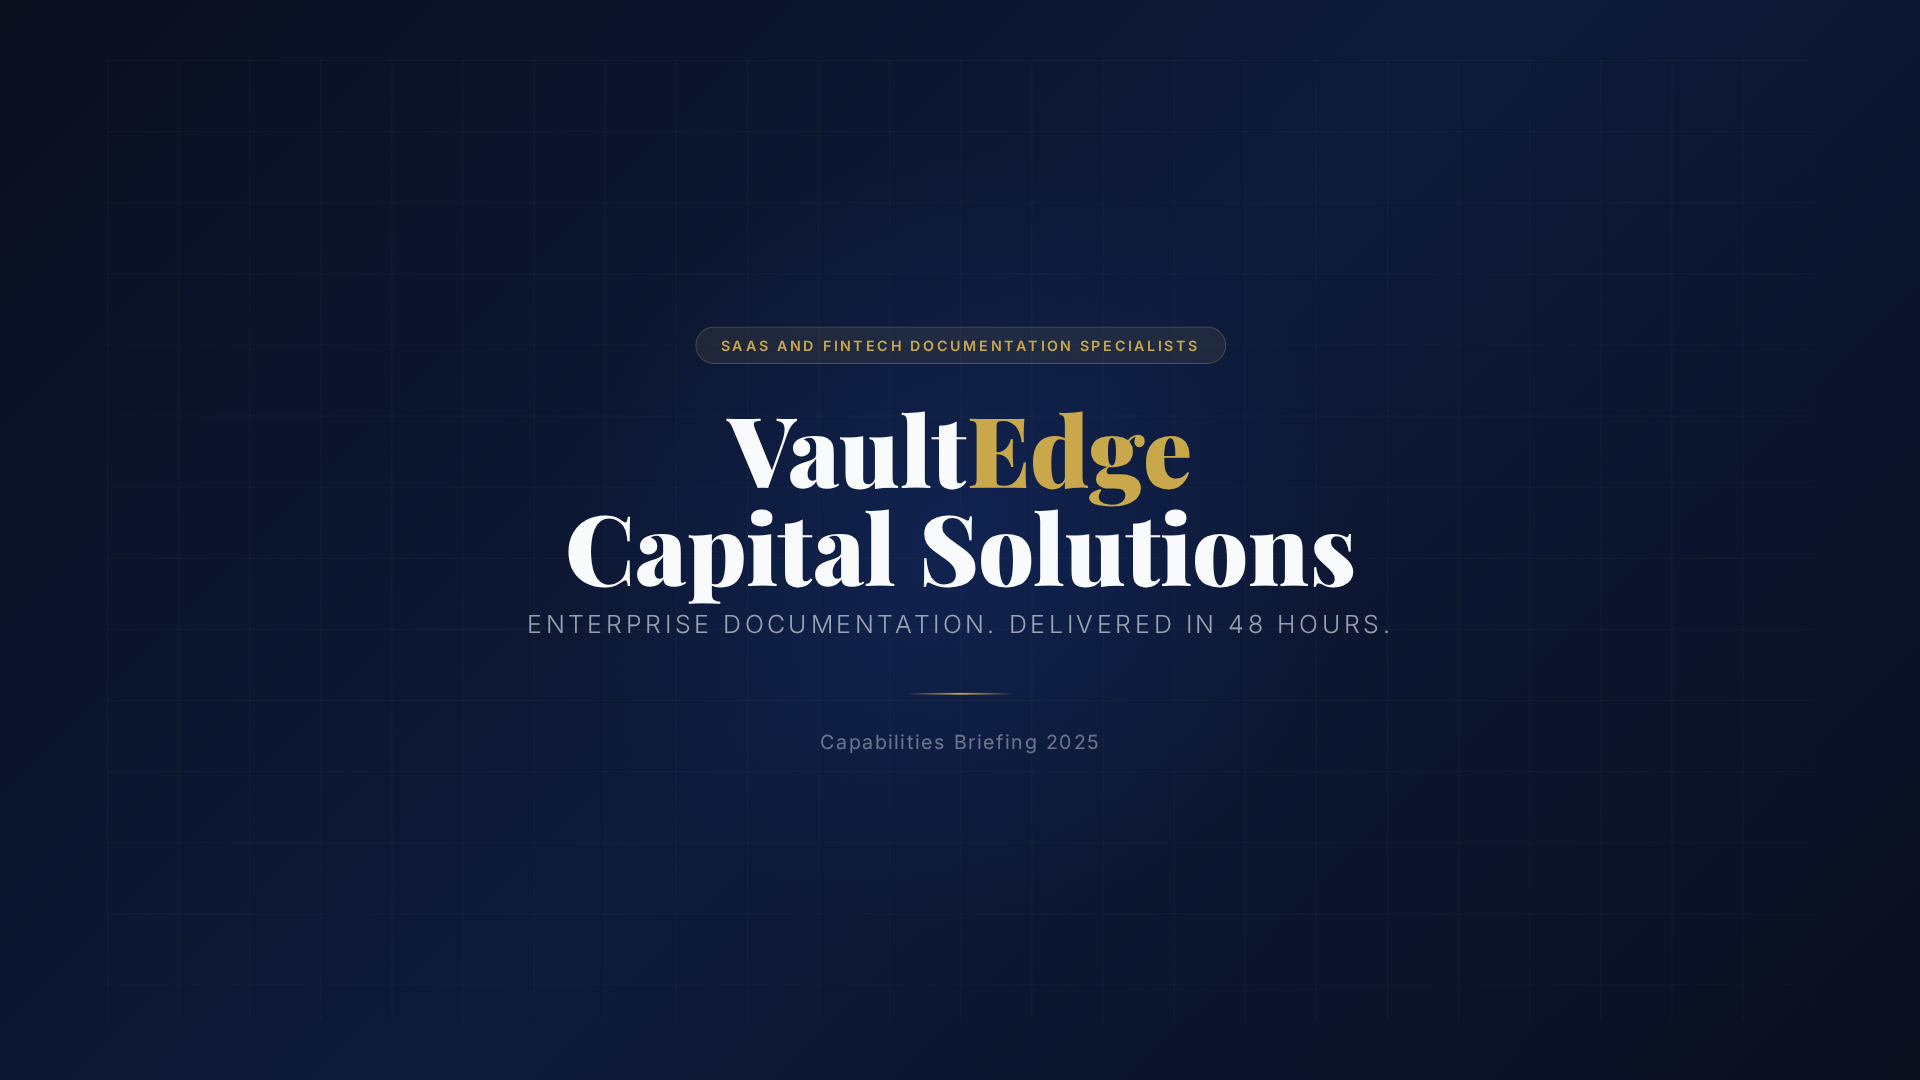 SAAS AND FINTECH DOCUMENTATION SPECIALISTS
VaultEdge
Capital Solutions
ENTERPRISE DOCUMENTATION. DELIVERED IN 48 HOURS.
Capabilities Briefing 2025